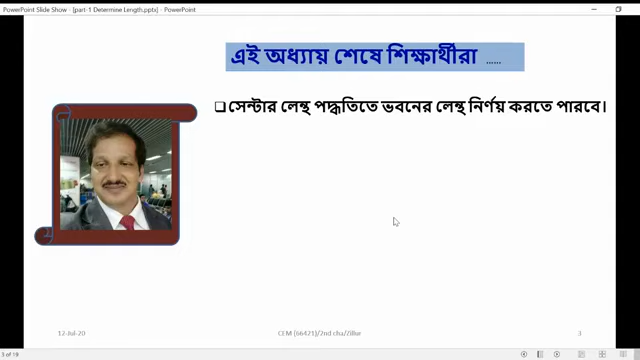 PowerPoint Slide Show - [part-1 Determine Length.pptx] - PowerPoint
এই অধ্যায় শেষে শিক্ষার্থীরা ......
সেন্টার লেন্থ পদ্ধতিতে ভবনের লেন্থ নির্ণয় করতে পারবে।
12-Jul-20
CEM (66421)/2nd.cha/Zillur
3
3 of 19